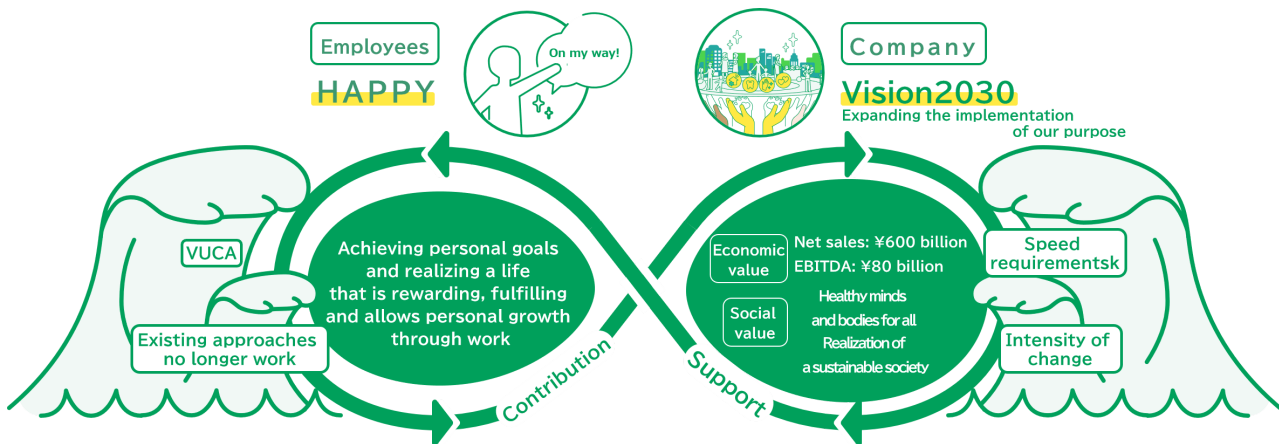 Employees
HAPPY
On my way!
Company
Vision2030
Expanding the implementation
of our purpose
VUCA
Existing approaches
no longer work
Achieving personal goals
and realizing a life
that is rewarding, fulfilling
and allows personal growth
through work
Contribution
Support
Economic
value
Net sales: ¥600 billion
EBITDA: ¥80 billion
Social
value
Healthy minds
and bodies for all
Realization of
a sustainable society
Speed
requirementsk
Intensity of
change